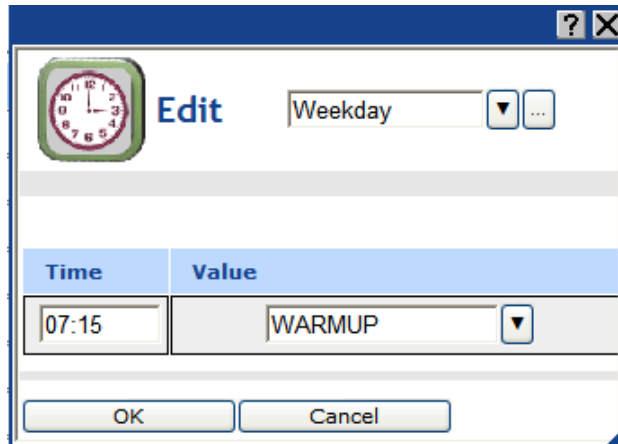 ?
Edit
Weekday
...
Time Value
07:15 WARMUP
OK Cancel